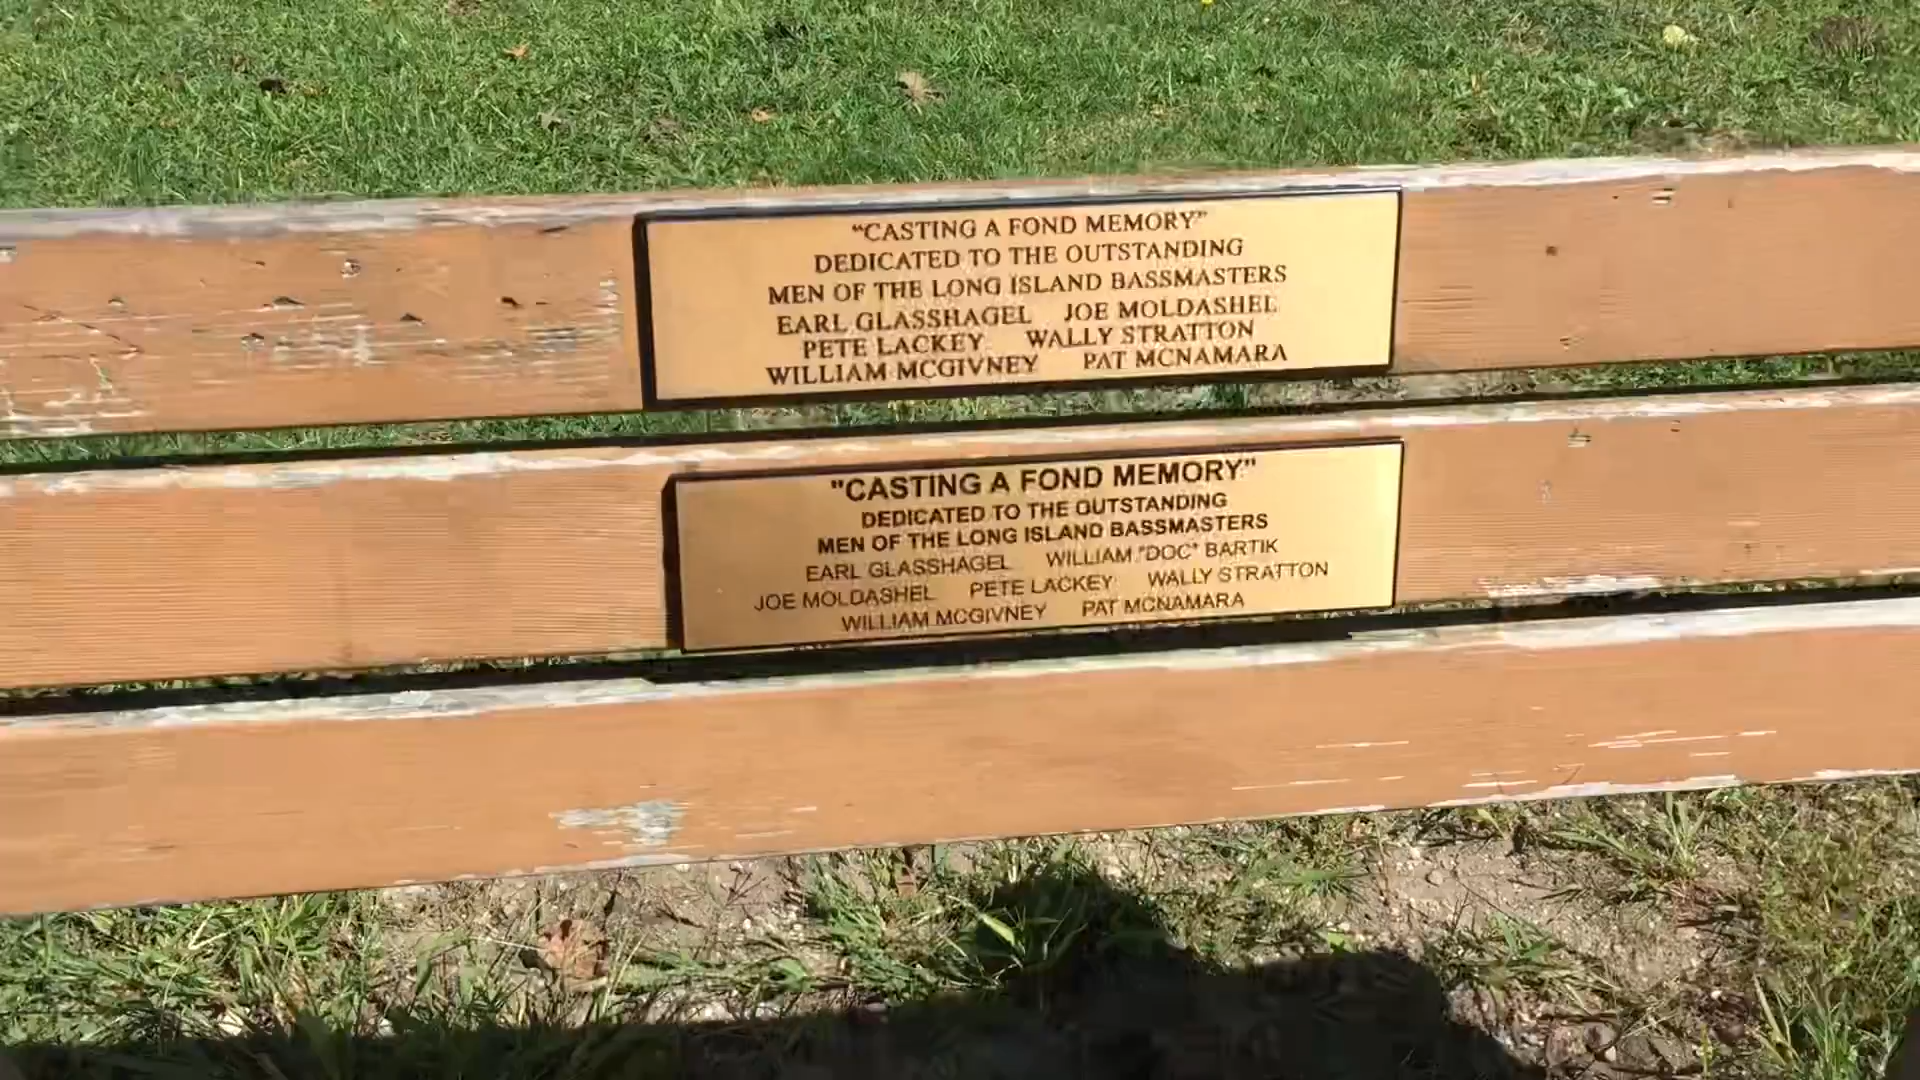 “CASTING A FOND MEMORY”
DEDICATED TO THE OUTSTANDING
MEN OF THE LONG ISLAND BASSMASTERS
EARL GLASSHAGEL JOE MOLDASHEL
PETE LACKEY WALLY STRATTON
WILLIAM MCGIVNEY PAT MCNAMARA
"CASTING A FOND MEMORY"
DEDICATED TO THE OUTSTANDING
MEN OF THE LONG ISLAND BASSMASTERS
EARL GLASSHAGEL WILLIAM "DOC" BARTIK
JOE MOLDASHEL PETE LACKEY WALLY STRATTON
WILLIAM MCGIVNEY PAT MCNAMARA